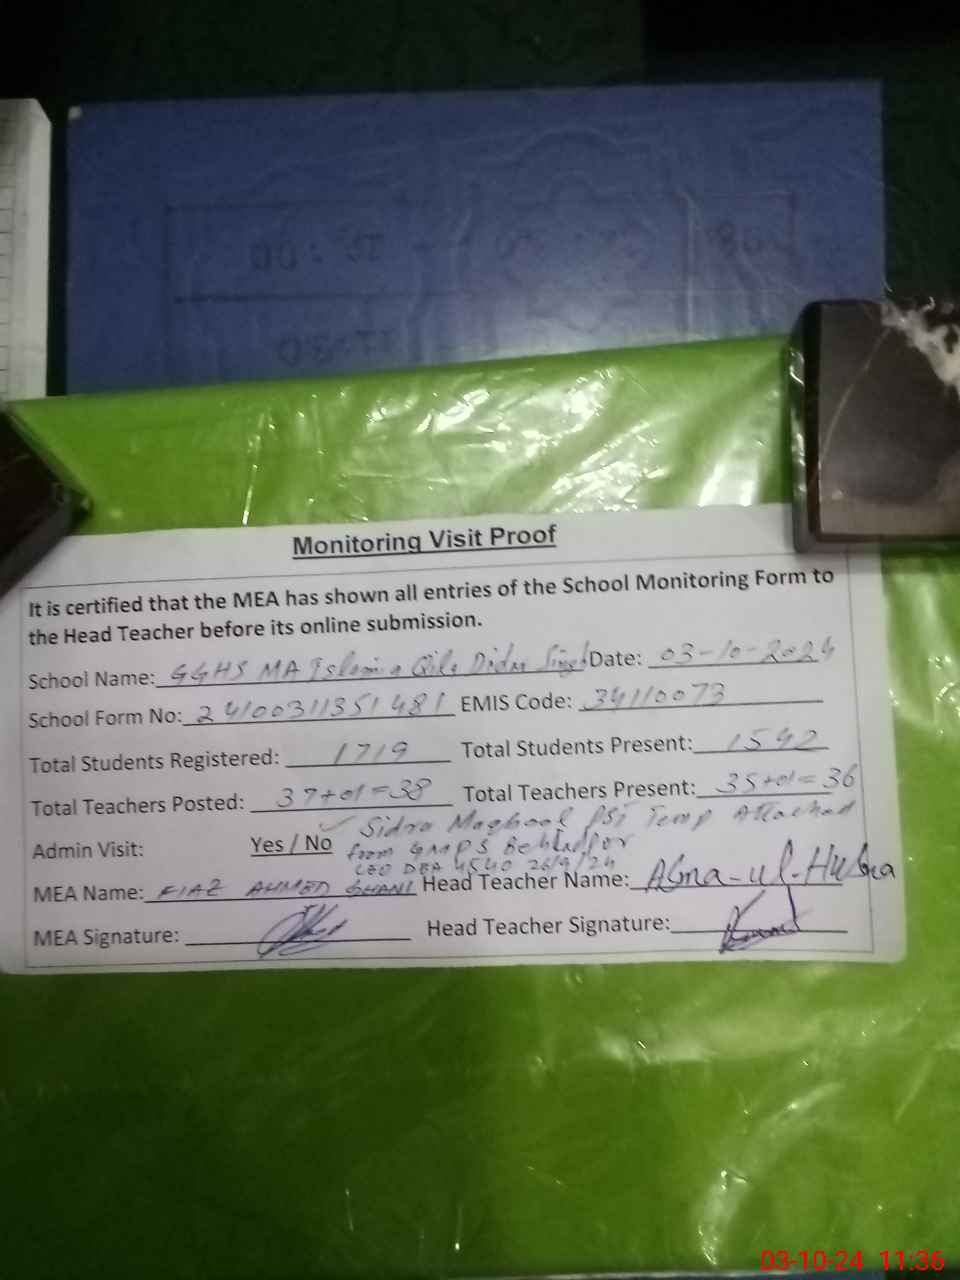 Monitoring Visit Proof
It is certified that the MEA has shown all entries of the School Monitoring Form to
the Head Teacher before its online submission.
School Name: GGHS MA Islamia Qila Didar Singh Date: 03-10-2024
School Form No: 24100311351481 EMIS Code: 34110073
Total Students Registered: 1719 Total Students Present: 1542
Total Teachers Posted: 37+01=38 Total Teachers Present: 35+01=36
Sidra Maqbool PST Temp Attached
Admin Visit: Yes / No from GMPS
CEO DEA 4540 26/9/24
MEA Name: FIAZ AHMED GHANI Head Teacher Name: Asma-ul-Husna
MEA Signature: Head Teacher Signature:
03-10-24 11:36